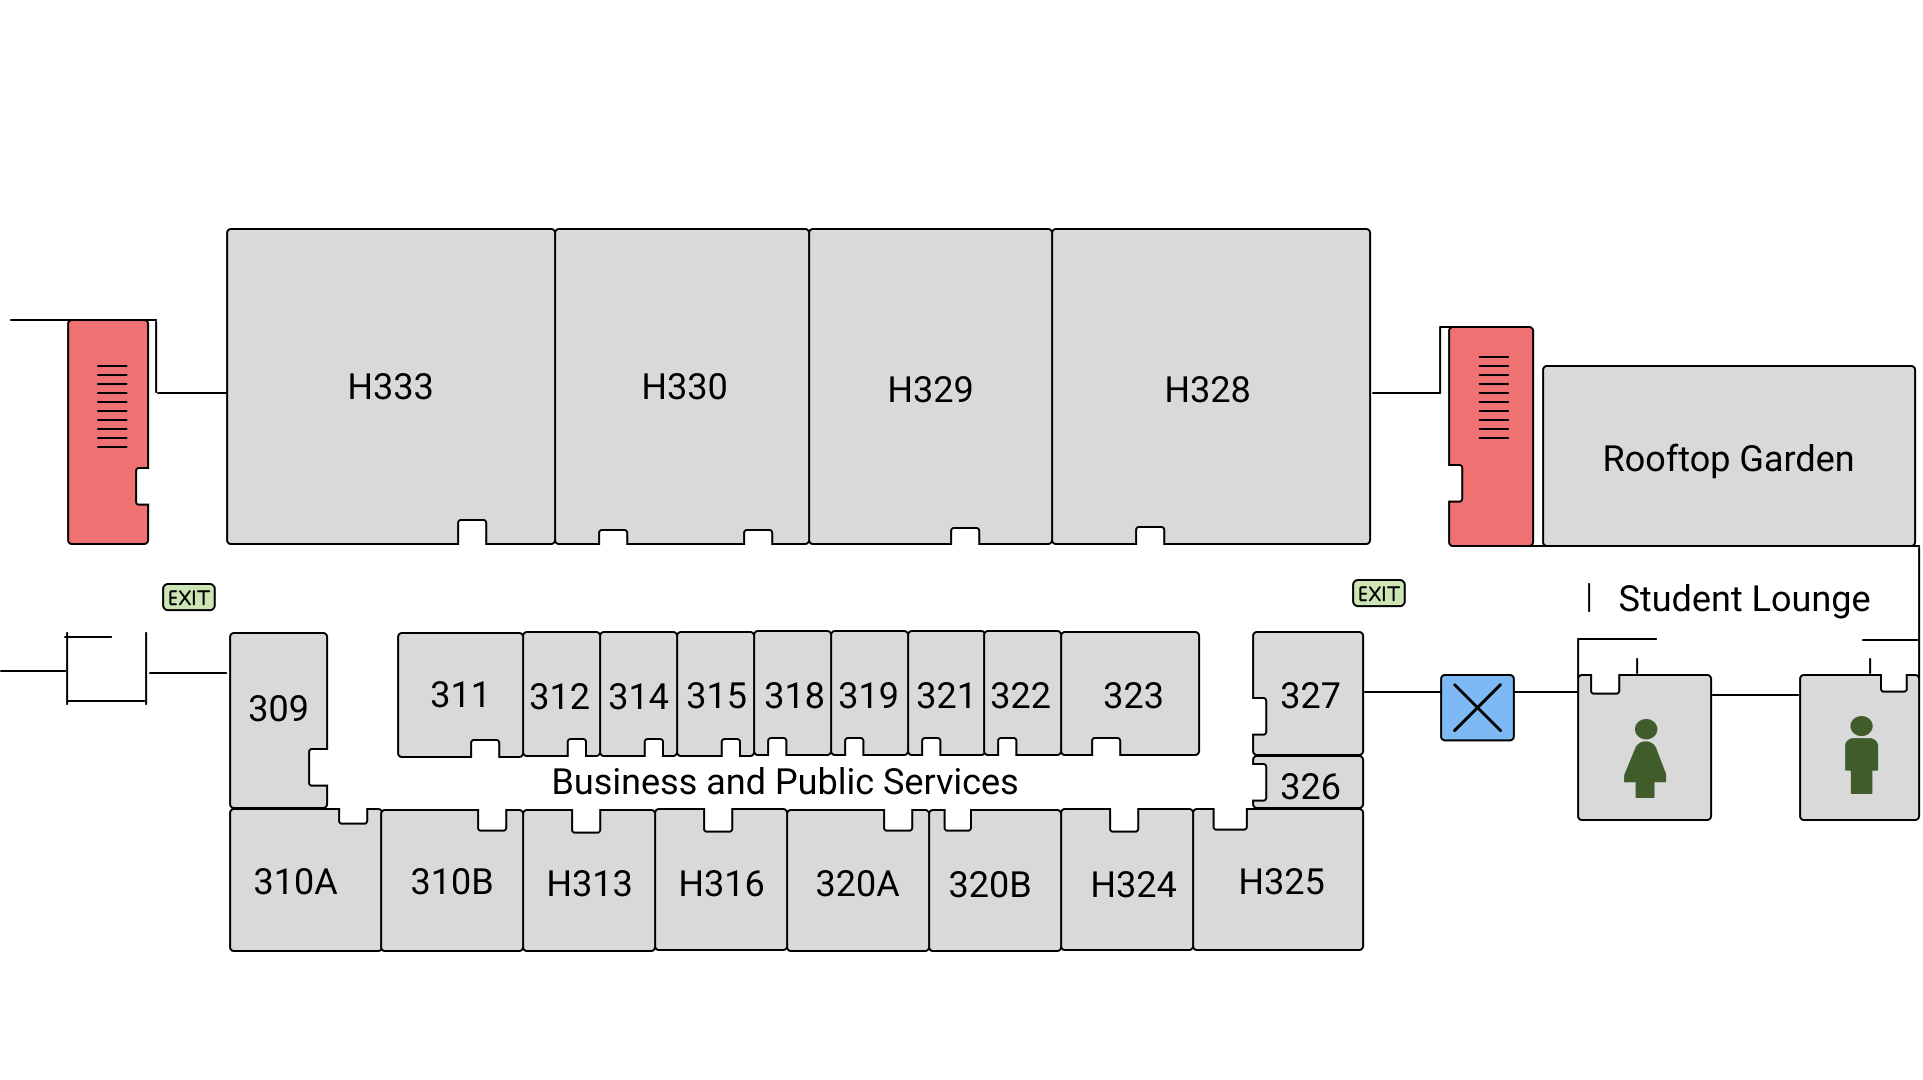 H333
H330
H329
H328
Rooftop Garden
EXIT
EXIT
Student Lounge
309
311
312
314
315
318
319
321
322
323
327
Business and Public Services
326
310A
310B
H313
H316
320A
320B
H324
H325